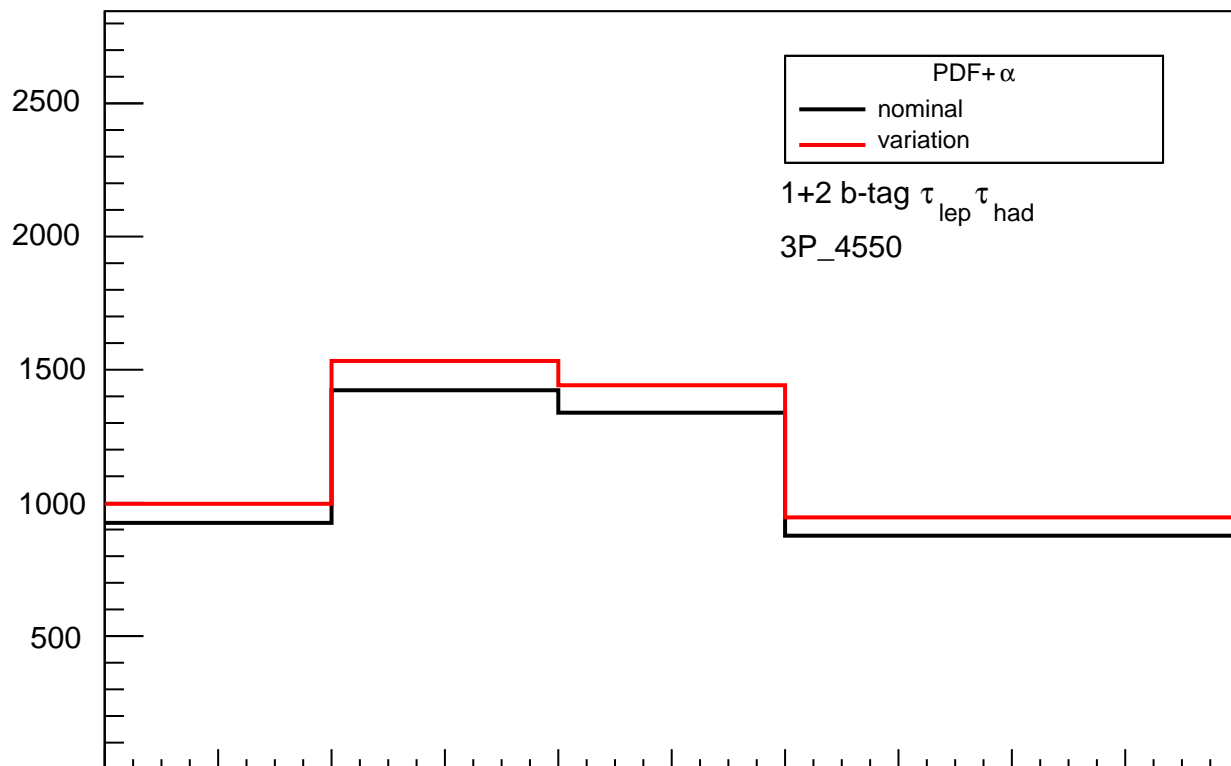 2500
2000
1500
1000
500
PDF+ α
nominal
variation
1+2 b-tag τlepτhad
3P_4550